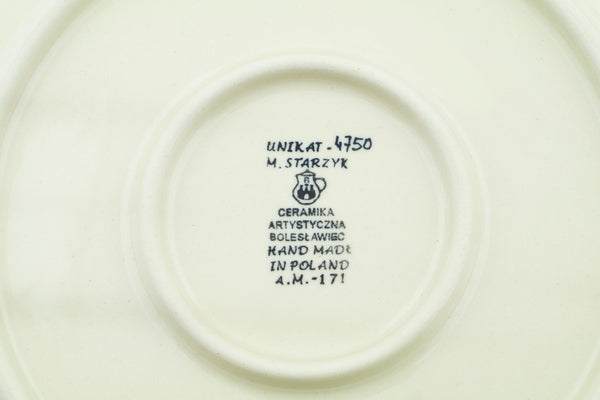 UNIKAT - 4750
M. STARZYK
CERAMIKA
ARTYSTYCZNA
BOLESŁAWIEC
HAND MADE
IN POLAND
A.M.-171